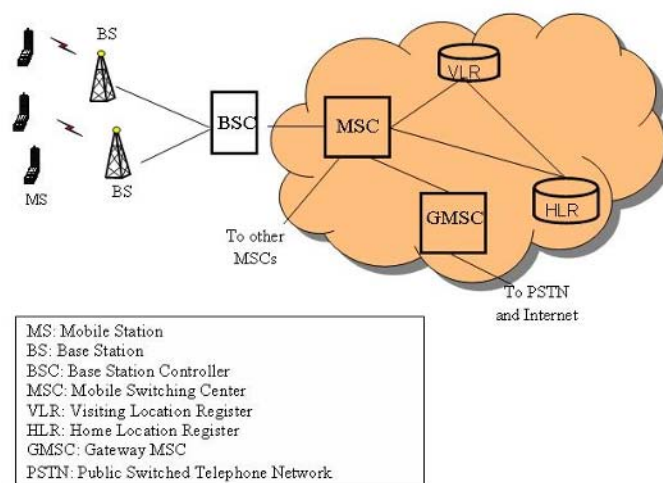 BS
BSC
BS
MS
VLR
MSC
HLR
GMSC
To other
MSCs
To PSTN
and Internet
MS: Mobile Station
BS: Base Station
BSC: Base Station Controller
MSC: Mobile Switching Center
VLR: Visiting Location Register
HLR: Home Location Register
GMSC: Gateway MSC
PSTN: Public Switched Telephone Network